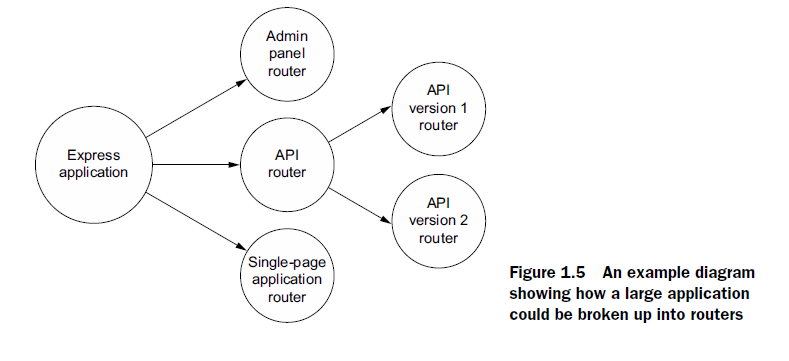 Admin
panel
router
API
version 1
router
Express
application
API
router
API
version 2
router
Single-page
application
router
Figure 1.5 An example diagram
showing how a large application
could be broken up into routers